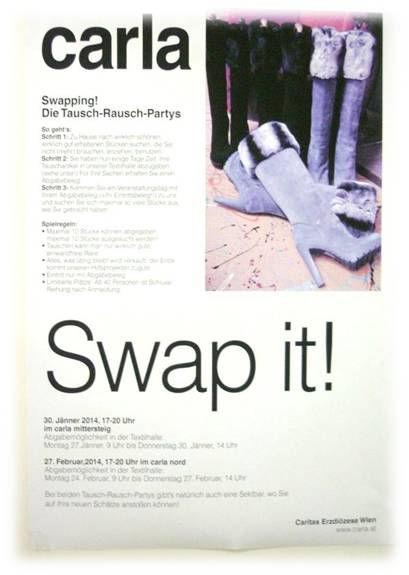 carla
Swapping!
Die Tausch-Rausch-Partys
So geht's:
Schritt 1: Zu Hause nach wirklich schönen,
wirklich gut erhaltenen Stücken suchen, die Sie
nicht (mehr) brauchen, anziehen, benutzen.
Schritt 2: Sie haben nun einige Tage Zeit, Ihre
Tauschartikel in unserer Textilhalle abzugeben
(siehe unten)! Für Ihre Sachen erhalten Sie einen
Abgabebeleg.
Schritt 3: Kommen Sie am Veranstaltungstag mit
Ihrem Abgabebeleg (=Ihr Eintrittsbeleg!) zu uns
und suchen Sie sich maximal so viele Stücke aus,
wie Sie gebracht haben.
Spielregeln:
• Maximal 10 Stücke können abgegeben,
maximal 10 Stücke ausgesucht werden!
• Tauschen kann man nur wirklich gute,
einwandfreie Ware.
• Alles, was übrig bleibt wird verkauft, der Erlös
kommt unseren Hilfsprojekten zugute.
• Eintritt nur mit Abgabebeleg
• Limitierte Plätze: Ab 40 Personen ist Schluss!
Reihung nach Anmeldung.
Swap it!
30. Jänner 2014, 17-20 Uhr
im carla mittersteig
Abgabemöglichkeit in der Textilhalle:
Montag 27.Jänner, 9 Uhr bis Donnerstag 30. Jänner, 14 Uhr
27. Februar,2014, 17-20 Uhr im carla nord
Montag 24. Februar, 9 Uhr bis Donnerstag 27. Februar, 14 Uhr
Bei beiden Tausch-Rausch-Partys gibt's natürlich auch eine Sektbar, wo Sie
auf Ihre neuen Schätze anstoßen können!
Caritas Erzdiözese Wien
www.carla.at